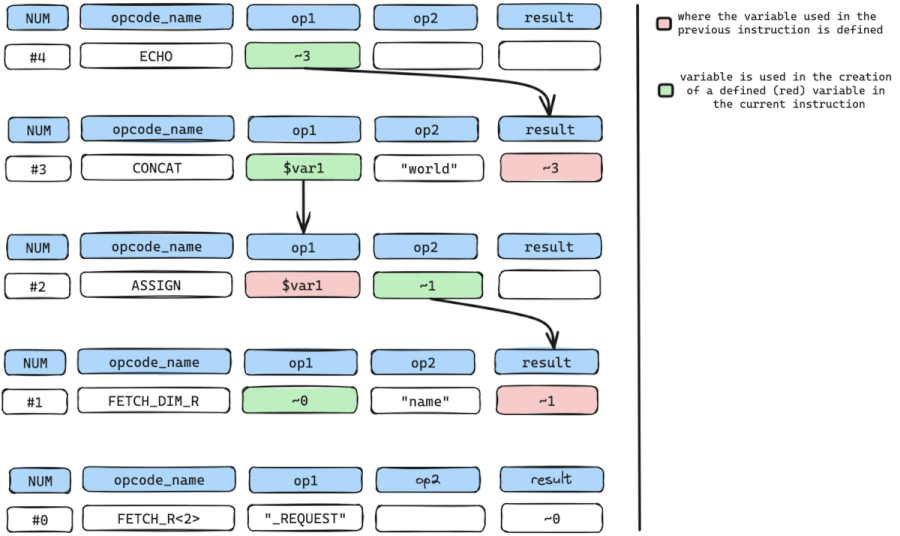 NUM opcode_name op1 op2 result
#4 ECHO ~3
NUM opcode_name op1 op2 result
#3 CONCAT $var1 "world" ~3
NUM opcode_name op1 op2 result
#2 ASSIGN $var1 ~1
NUM opcode_name op1 op2 result
#1 FETCH_DIM_R ~0 "name" ~1
NUM opcode_name op1 op2 result
#0 FETCH_R<2> "_REQUEST" ~0
where the variable used in the
previous instruction is defined
variable is used in the creation
of a defined (red) variable in
the current instruction